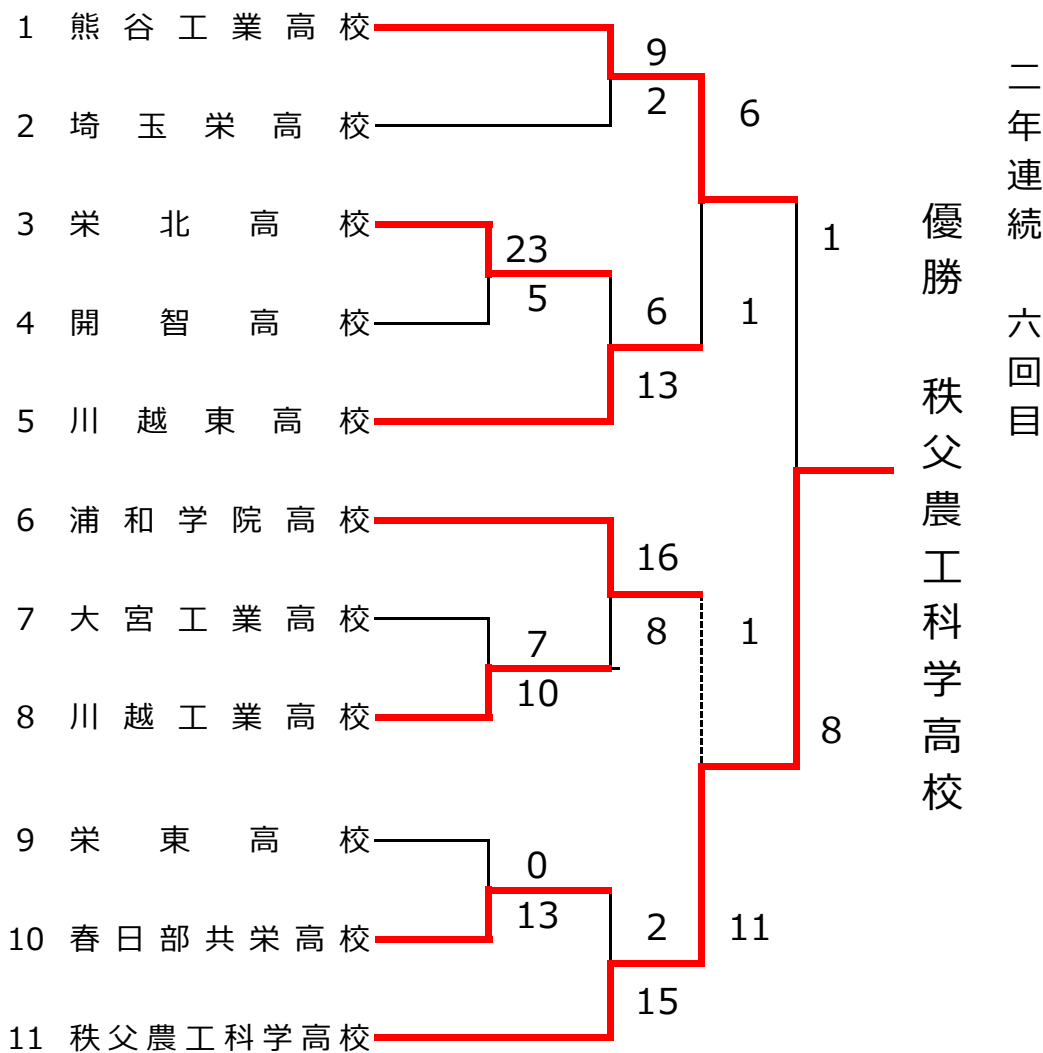 1 熊谷工業高校
2 埼玉栄高校
3 栄北高校
4 開智高校
5 川越東高校
6 浦和学院高校
7 大宮工業高校
8 川越工業高校
9 栄東高校
10 春日部共栄高校
11 秩父農工科学高校
23
5
7
10
0
13
9
2
6
13
16
8
2
15
6
1
1
11
1
8
優勝 秩父農工科学高校
二年連続 六回目